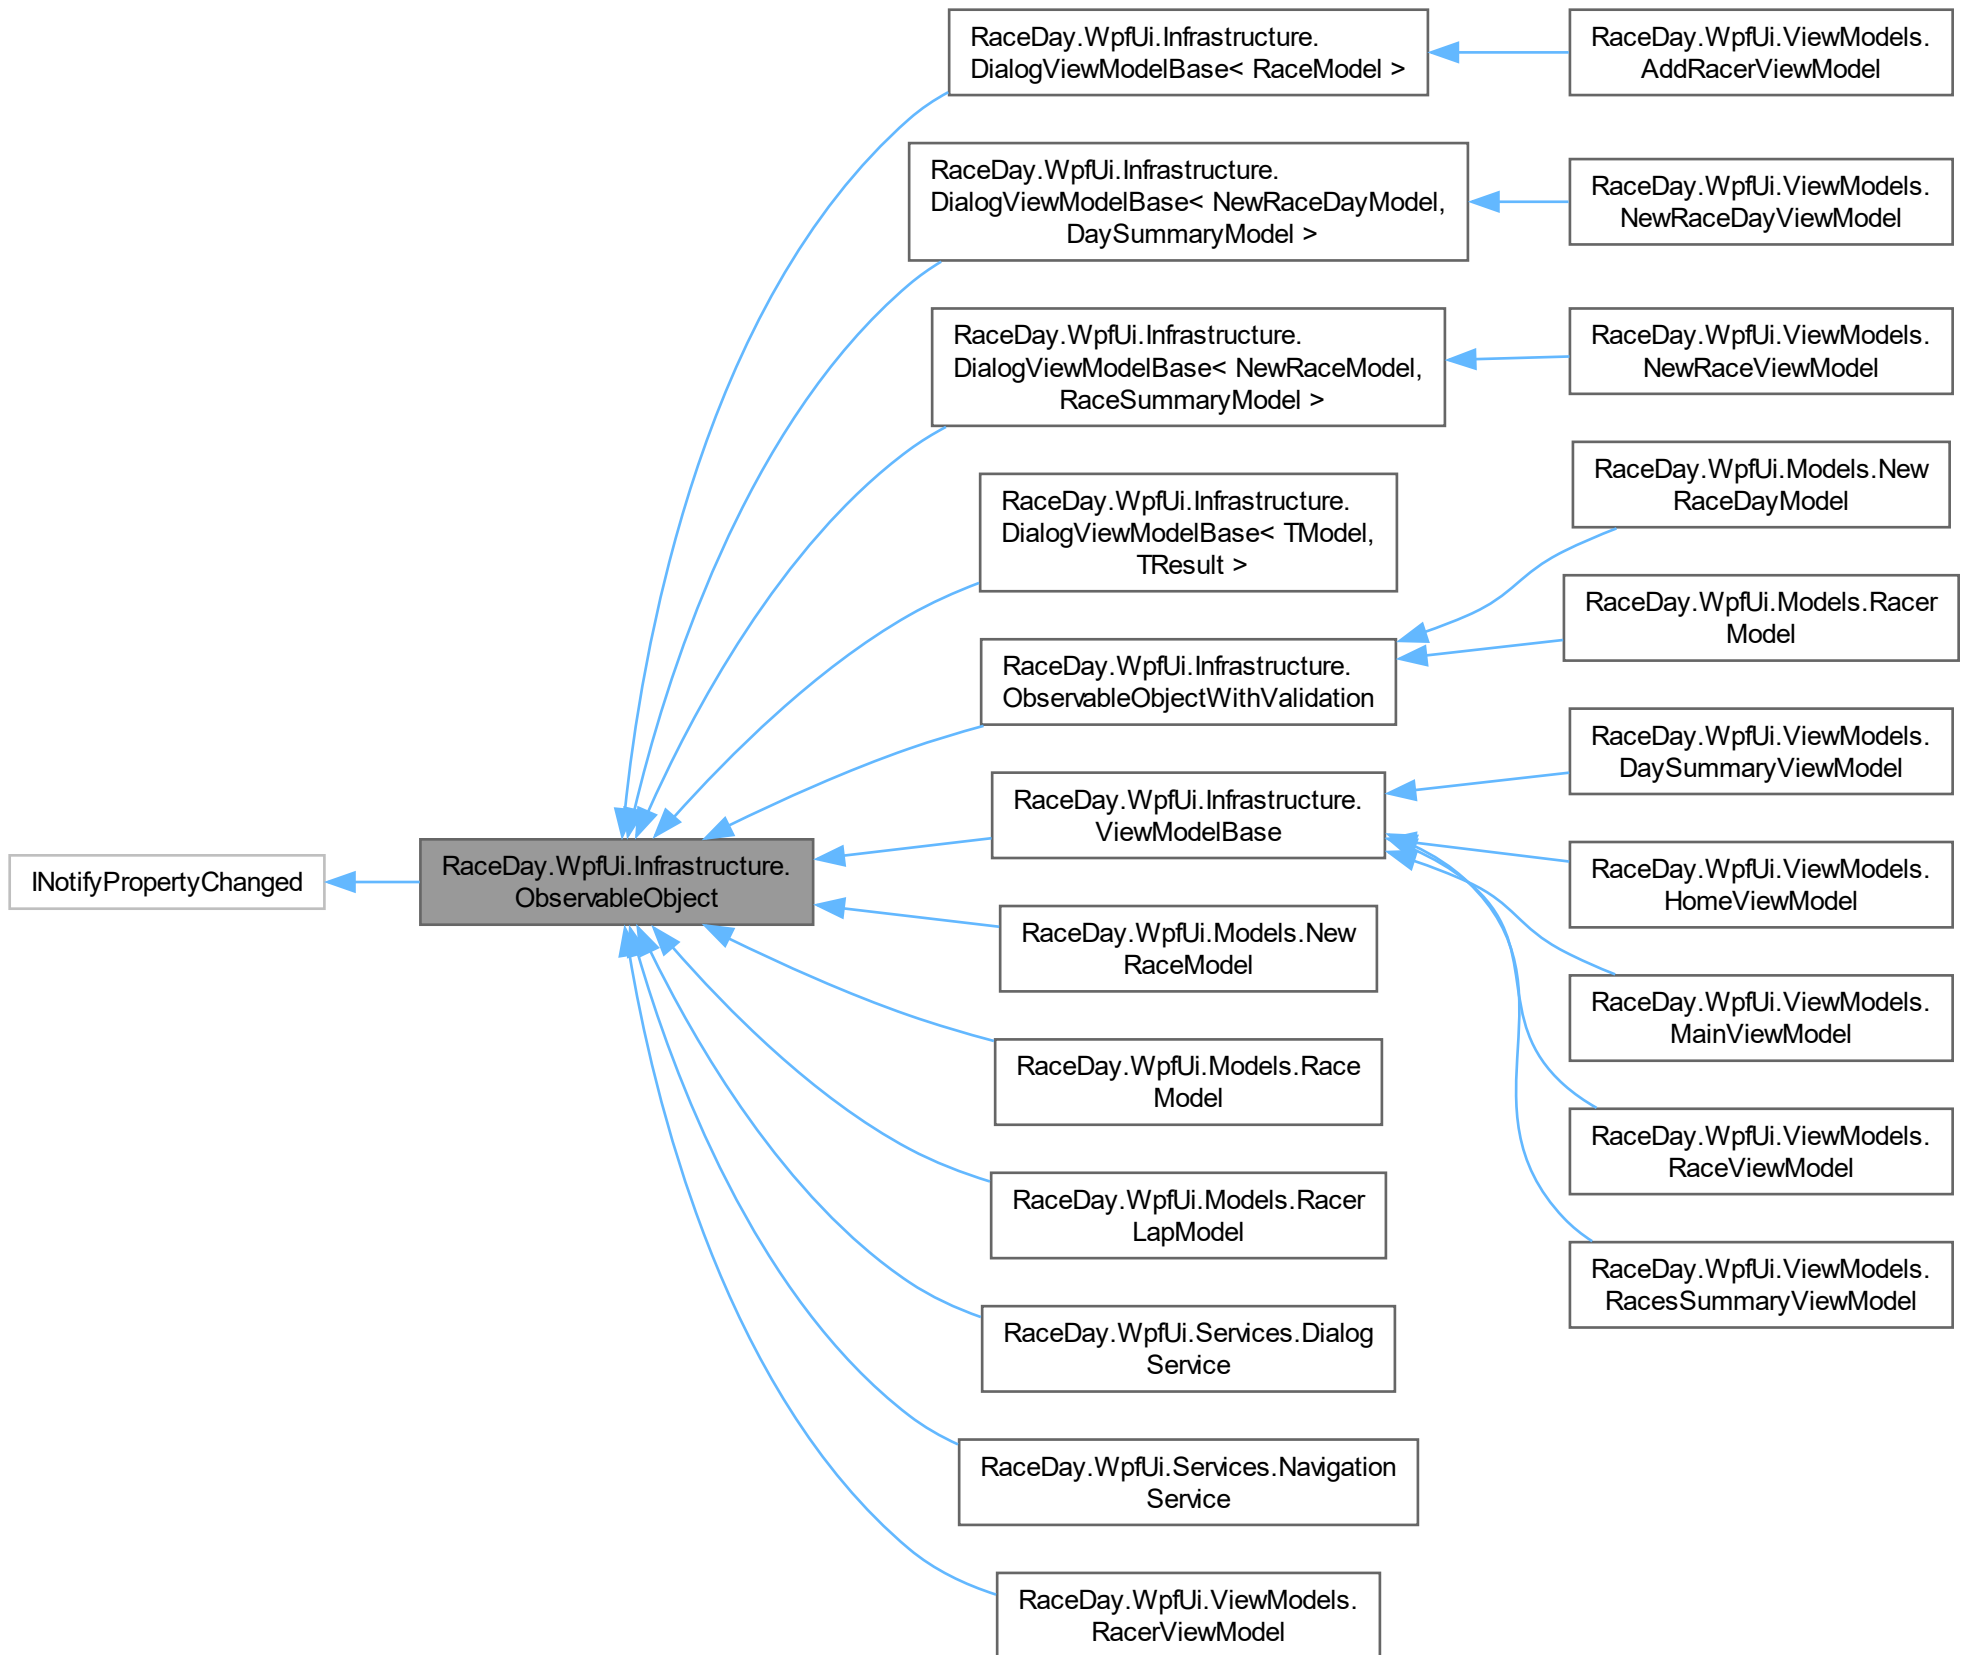 INotifyPropertyChanged
RaceDay.WpfUi.Infrastructure.
ObservableObject
RaceDay.WpfUi.Infrastructure.
DialogViewModelBase< RaceModel >
RaceDay.WpfUi.Infrastructure.
DialogViewModelBase< NewRaceDayModel,
DaySummaryModel >
RaceDay.WpfUi.Infrastructure.
DialogViewModelBase< NewRaceModel,
RaceSummaryModel >
RaceDay.WpfUi.Infrastructure.
DialogViewModelBase< TModel,
TResult >
RaceDay.WpfUi.Infrastructure.
ObservableObjectWithValidation
RaceDay.WpfUi.Infrastructure.
ViewModelBase
RaceDay.WpfUi.Models.New
RaceModel
RaceDay.WpfUi.Models.Race
Model
RaceDay.WpfUi.Models.Racer
LapModel
RaceDay.WpfUi.Services.Dialog
Service
RaceDay.WpfUi.Services.Navigation
Service
RaceDay.WpfUi.ViewModels.
RacerViewModel
RaceDay.WpfUi.ViewModels.
AddRacerViewModel
RaceDay.WpfUi.ViewModels.
NewRaceDayViewModel
RaceDay.WpfUi.ViewModels.
NewRaceViewModel
RaceDay.WpfUi.Models.New
RaceDayModel
RaceDay.WpfUi.Models.Racer
Model
RaceDay.WpfUi.ViewModels.
DaySummaryViewModel
RaceDay.WpfUi.ViewModels.
HomeViewModel
RaceDay.WpfUi.ViewModels.
MainViewModel
RaceDay.WpfUi.ViewModels.
RaceViewModel
RaceDay.WpfUi.ViewModels.
RacesSummaryViewModel